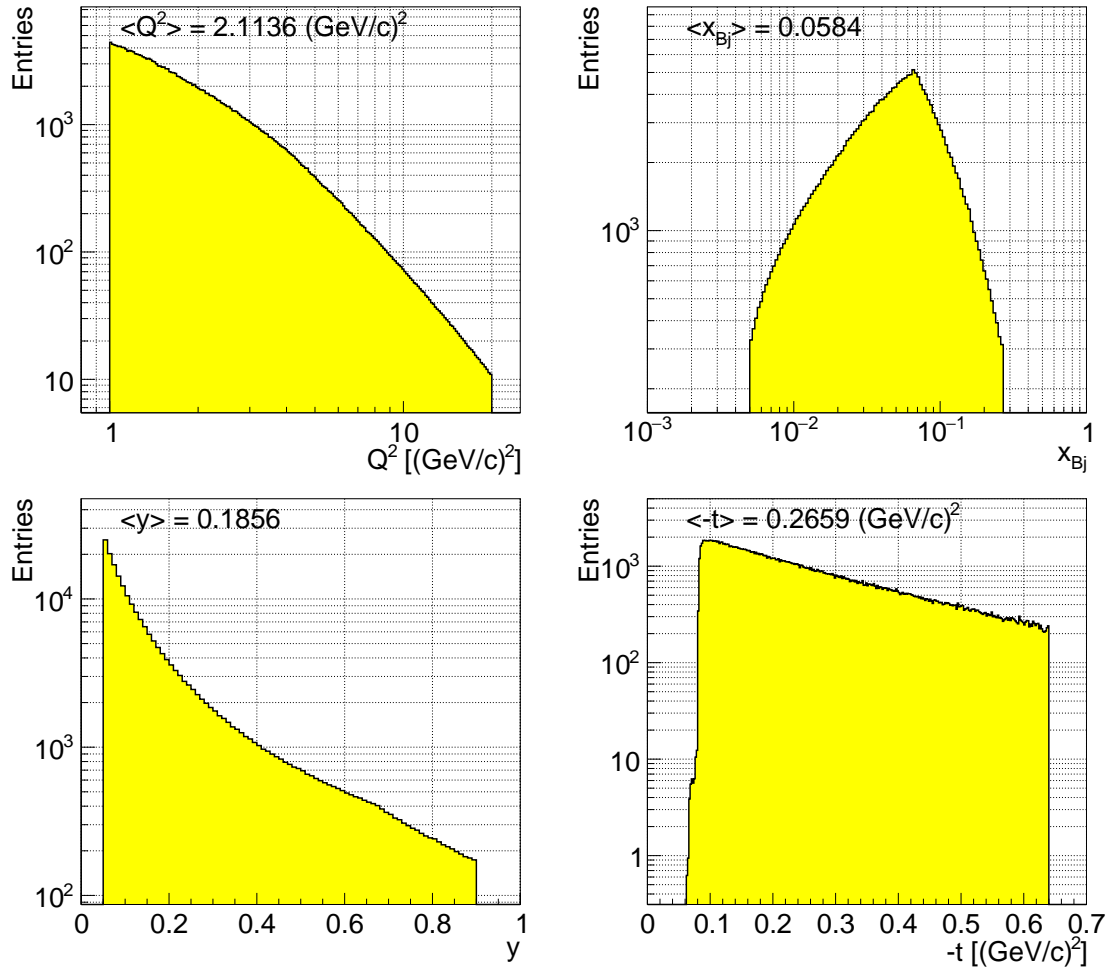 <Q²> = 2.1136 (GeV/c)²
Entries
10³
10²
10
1 10
Q² [(GeV/c)²]
<x_Bj> = 0.0584
Entries
10³
10⁻³ 10⁻² 10⁻¹ 1
x_Bj
<y> = 0.1856
Entries
10⁴
10³
10²
0 0.2 0.4 0.6 0.8 1
y
<-t> = 0.2659 (GeV/c)²
Entries
10³
10²
10
1
0 0.1 0.2 0.3 0.4 0.5 0.6 0.7
-t [(GeV/c)²]